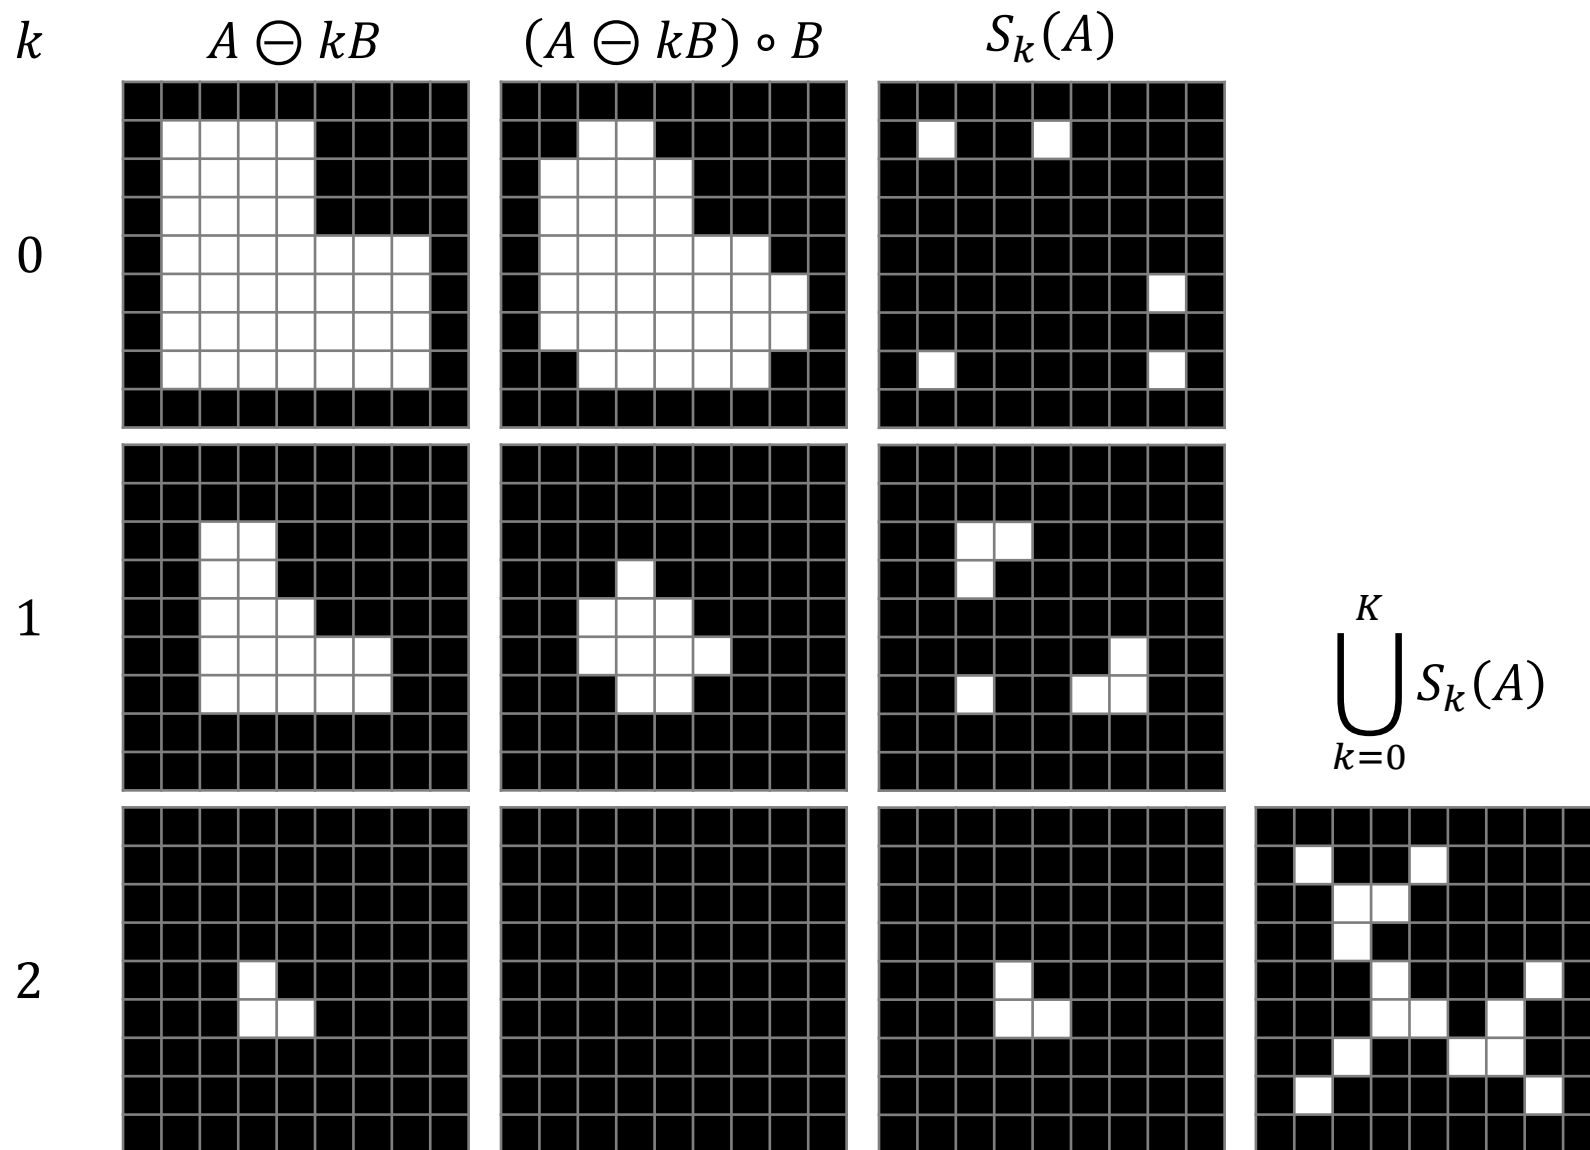 k A ⊖ kB (A ⊖ kB) ∘ B S_k(A)
0
1
K
⋃ S_k(A)
k=0
2